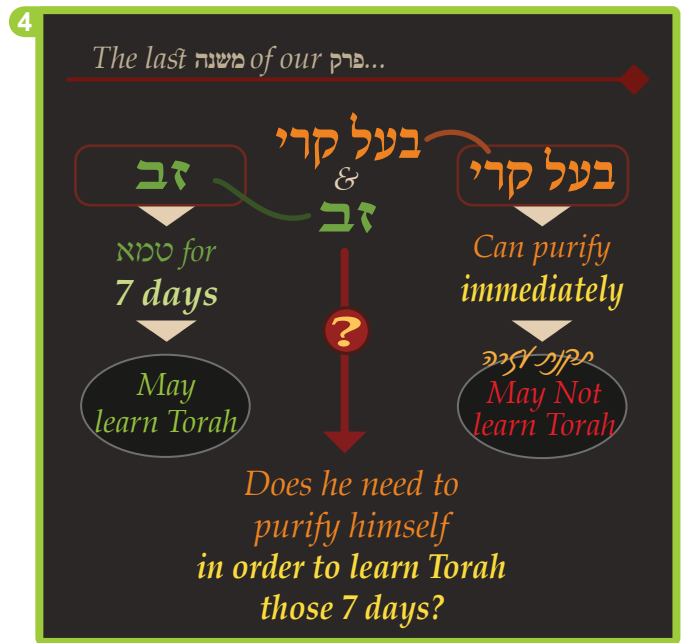 4
The last משנה of our פרק...
בעל קרי
&
זב
זב
טמא for
7 days
May
learn Torah
בעל קרי
Can purify
immediately
תקנת עזרה
May Not
learn Torah
?
Does he need to
purify himself
in order to learn Torah
those 7 days?